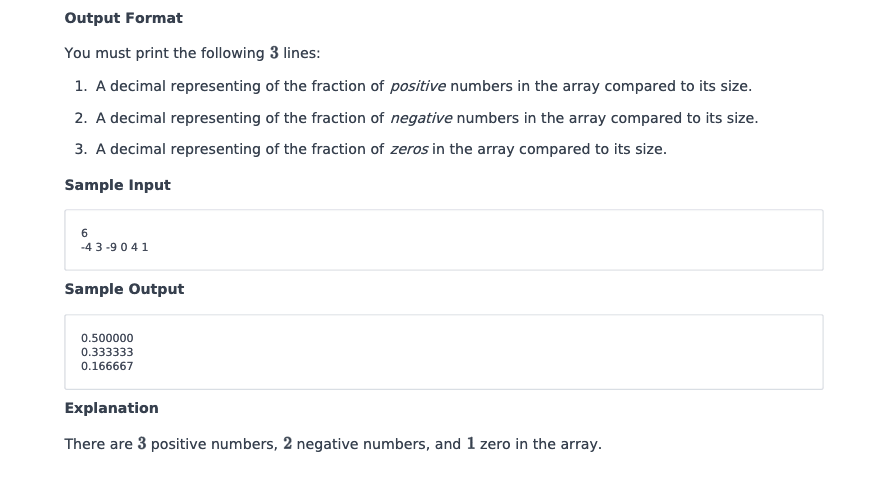 Output Format
You must print the following 3 lines:
1. A decimal representing of the fraction of positive numbers in the array compared to its size.
2. A decimal representing of the fraction of negative numbers in the array compared to its size.
3. A decimal representing of the fraction of zeros in the array compared to its size.
Sample Input
6
-4 3 -9 0 4 1
Sample Output
0.500000
0.333333
0.166667
Explanation
There are 3 positive numbers, 2 negative numbers, and 1 zero in the array.